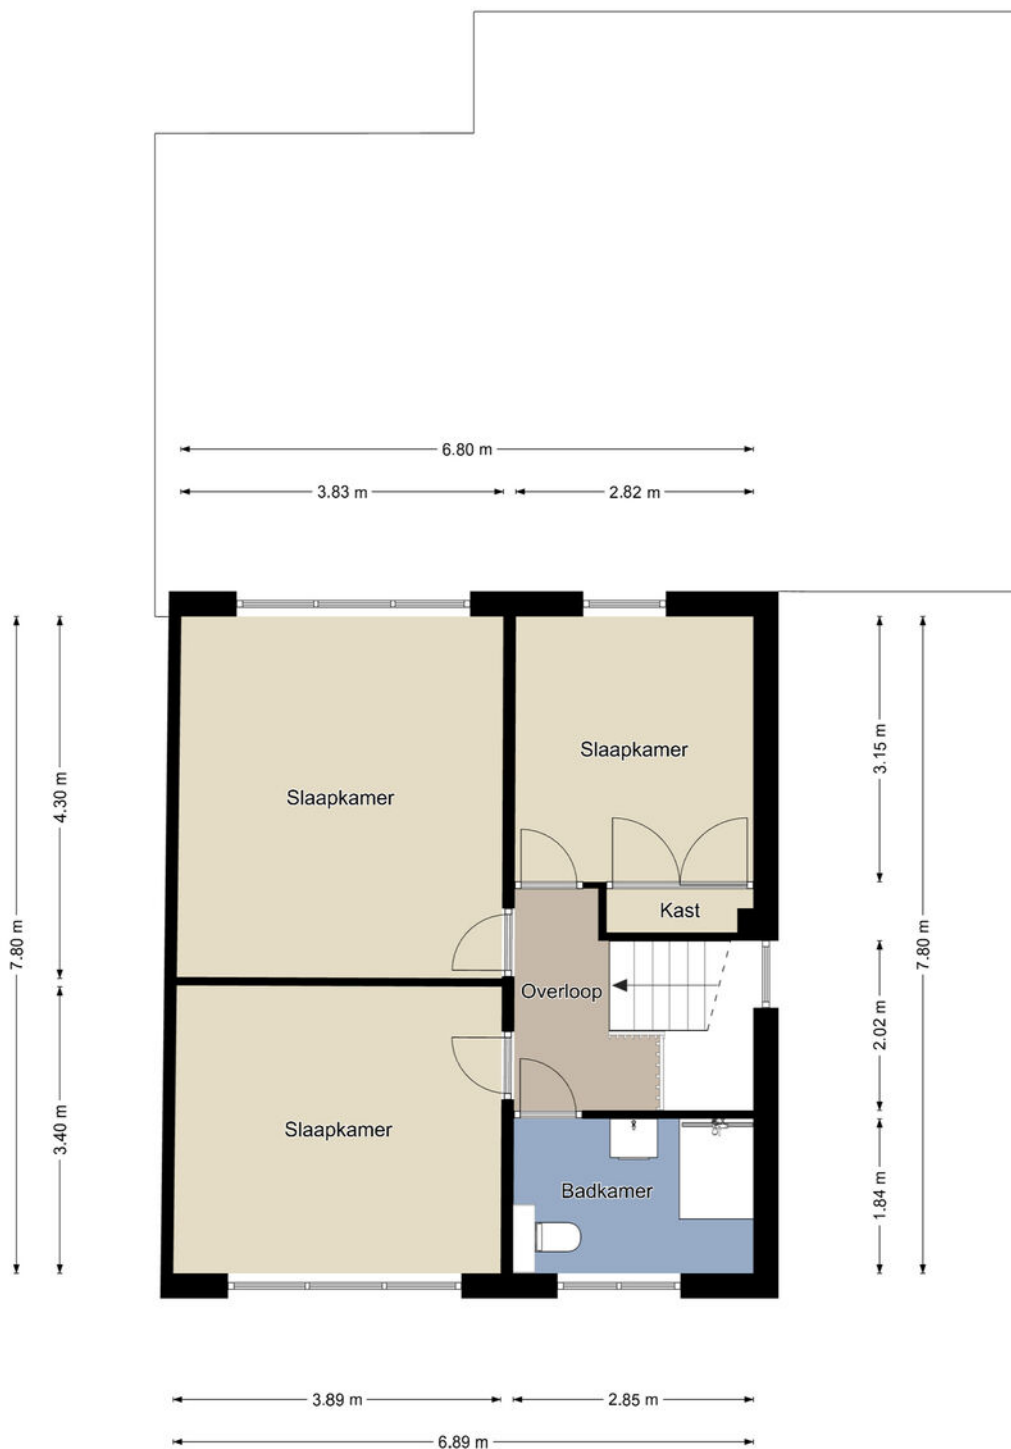 6.80 m
3.83 m
2.82 m
Slaapkamer
3.15 m
Slaapkamer
4.30 m
Kast
7.80 m
7.80 m
Overloop
2.02 m
Slaapkamer
3.40 m
Badkamer
1.84 m
3.89 m
2.85 m
6.89 m